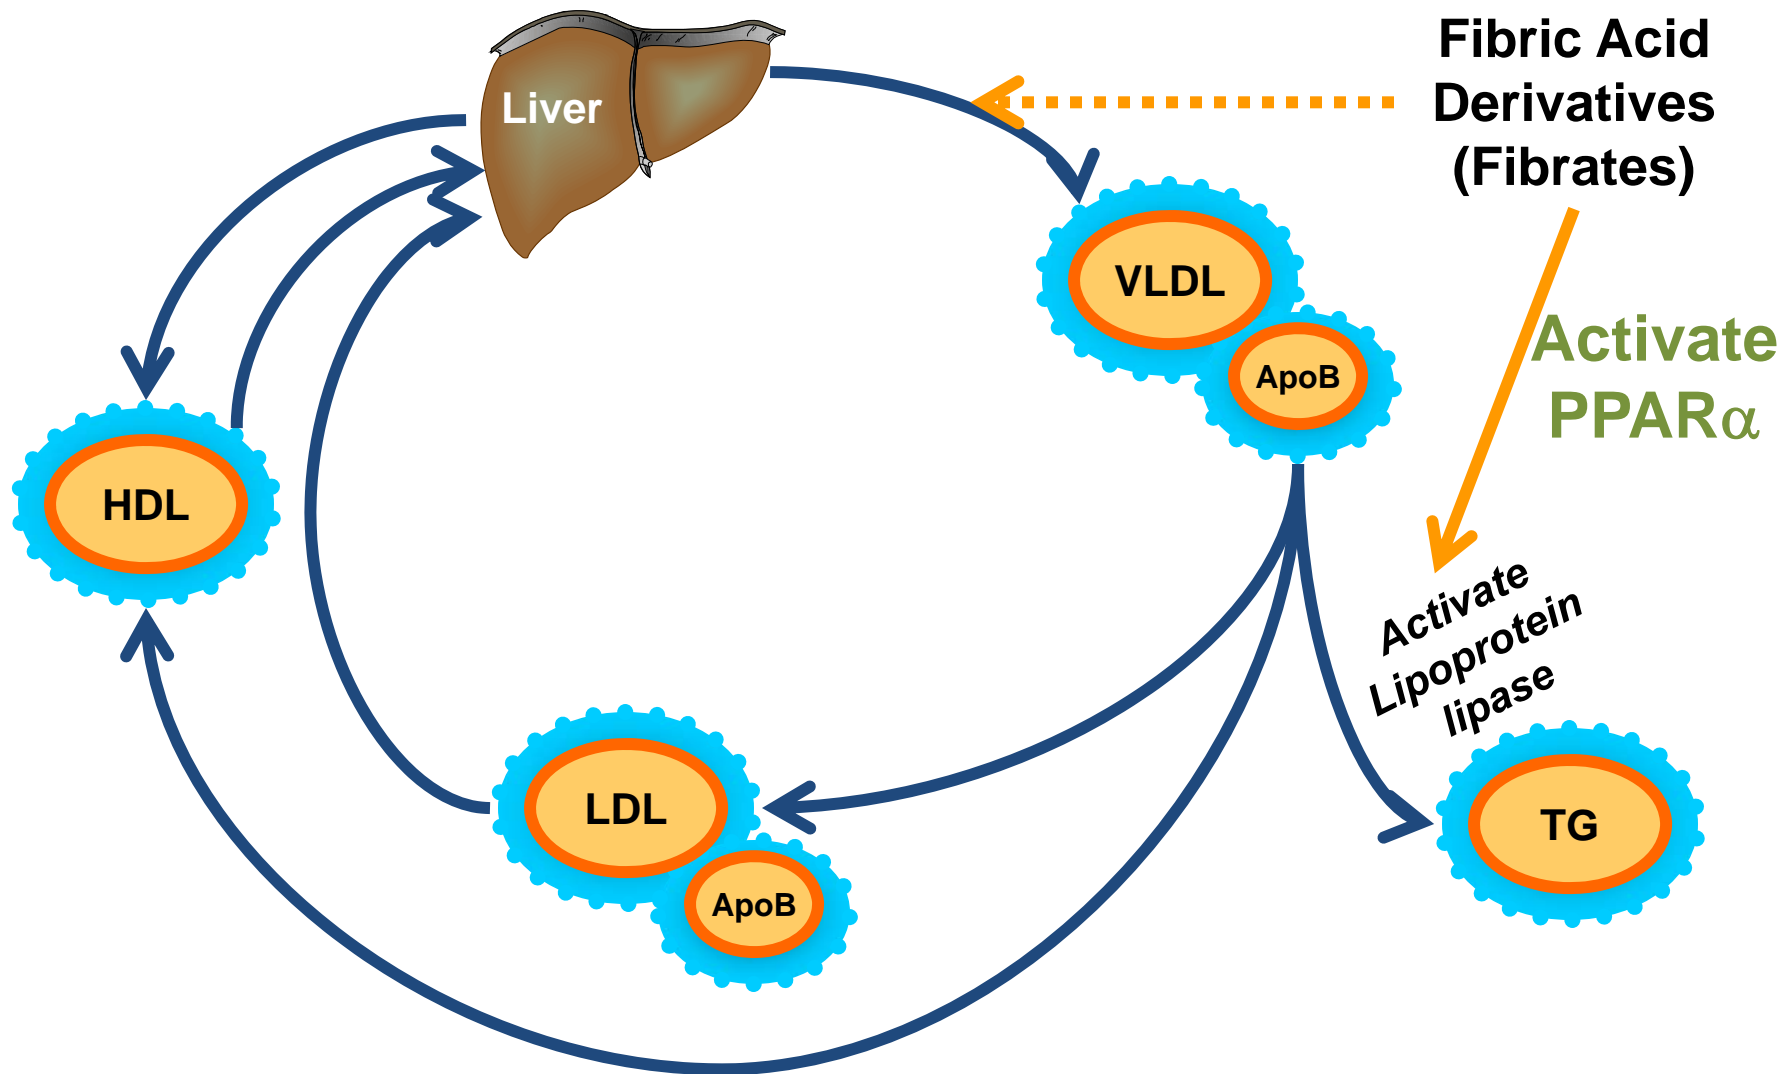 Fibric Acid
Derivatives
(Fibrates)
Liver
VLDL
ApoB
Activate
PPARα
HDL
Activate
Lipoprotein
lipase
LDL
ApoB
TG